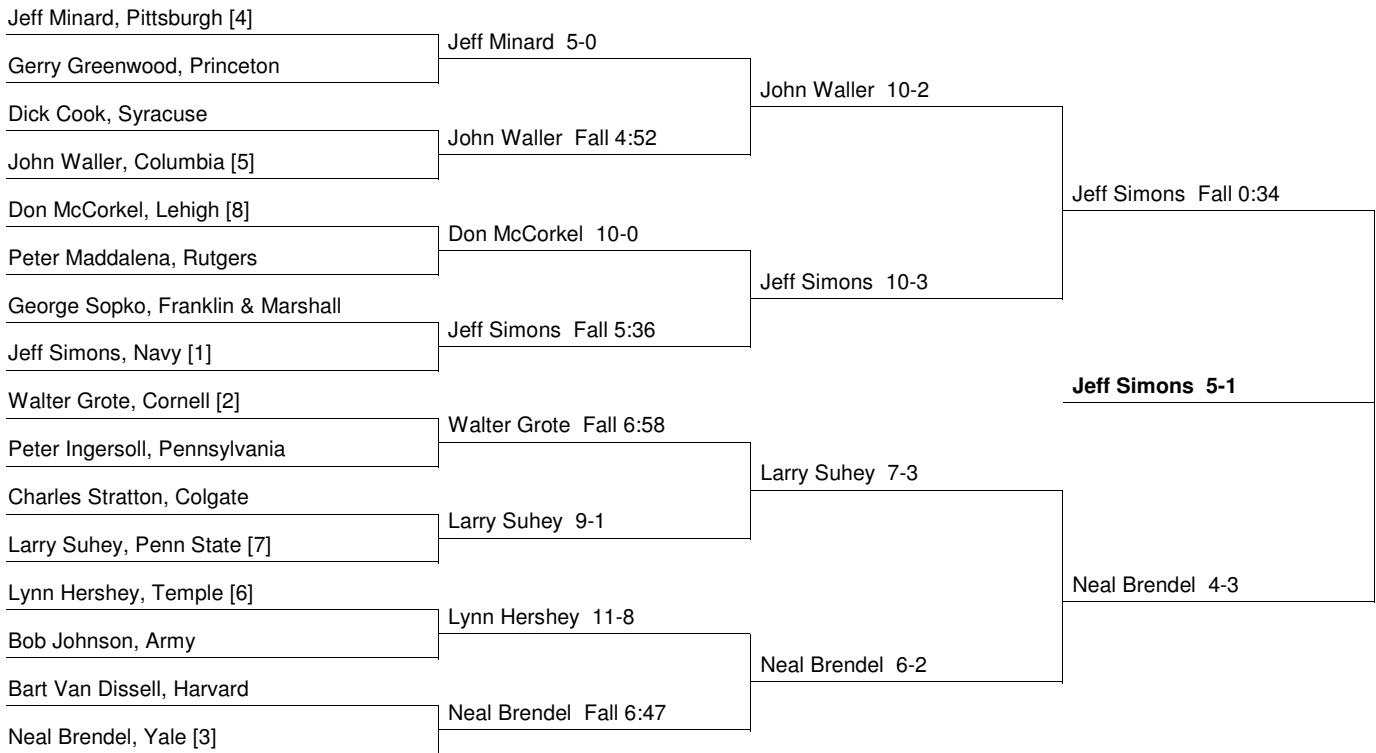 Jeff Minard, Pittsburgh [4]
Gerry Greenwood, Princeton
Dick Cook, Syracuse
John Waller, Columbia [5]
Don McCorkel, Lehigh [8]
Peter Maddalena, Rutgers
George Sopko, Franklin & Marshall
Jeff Simons, Navy [1]
Walter Grote, Cornell [2]
Peter Ingersoll, Pennsylvania
Charles Stratton, Colgate
Larry Suhey, Penn State [7]
Lynn Hershey, Temple [6]
Bob Johnson, Army
Bart Van Dissell, Harvard
Neal Brendel, Yale [3]
Jeff Minard 5-0
John Waller Fall 4:52
Don McCorkel 10-0
Jeff Simons Fall 5:36
Walter Grote Fall 6:58
Larry Suhey 9-1
Lynn Hershey 11-8
Neal Brendel Fall 6:47
John Waller 10-2
Jeff Simons 10-3
Larry Suhey 7-3
Neal Brendel 6-2
Jeff Simons Fall 0:34
Neal Brendel 4-3
Jeff Simons 5-1